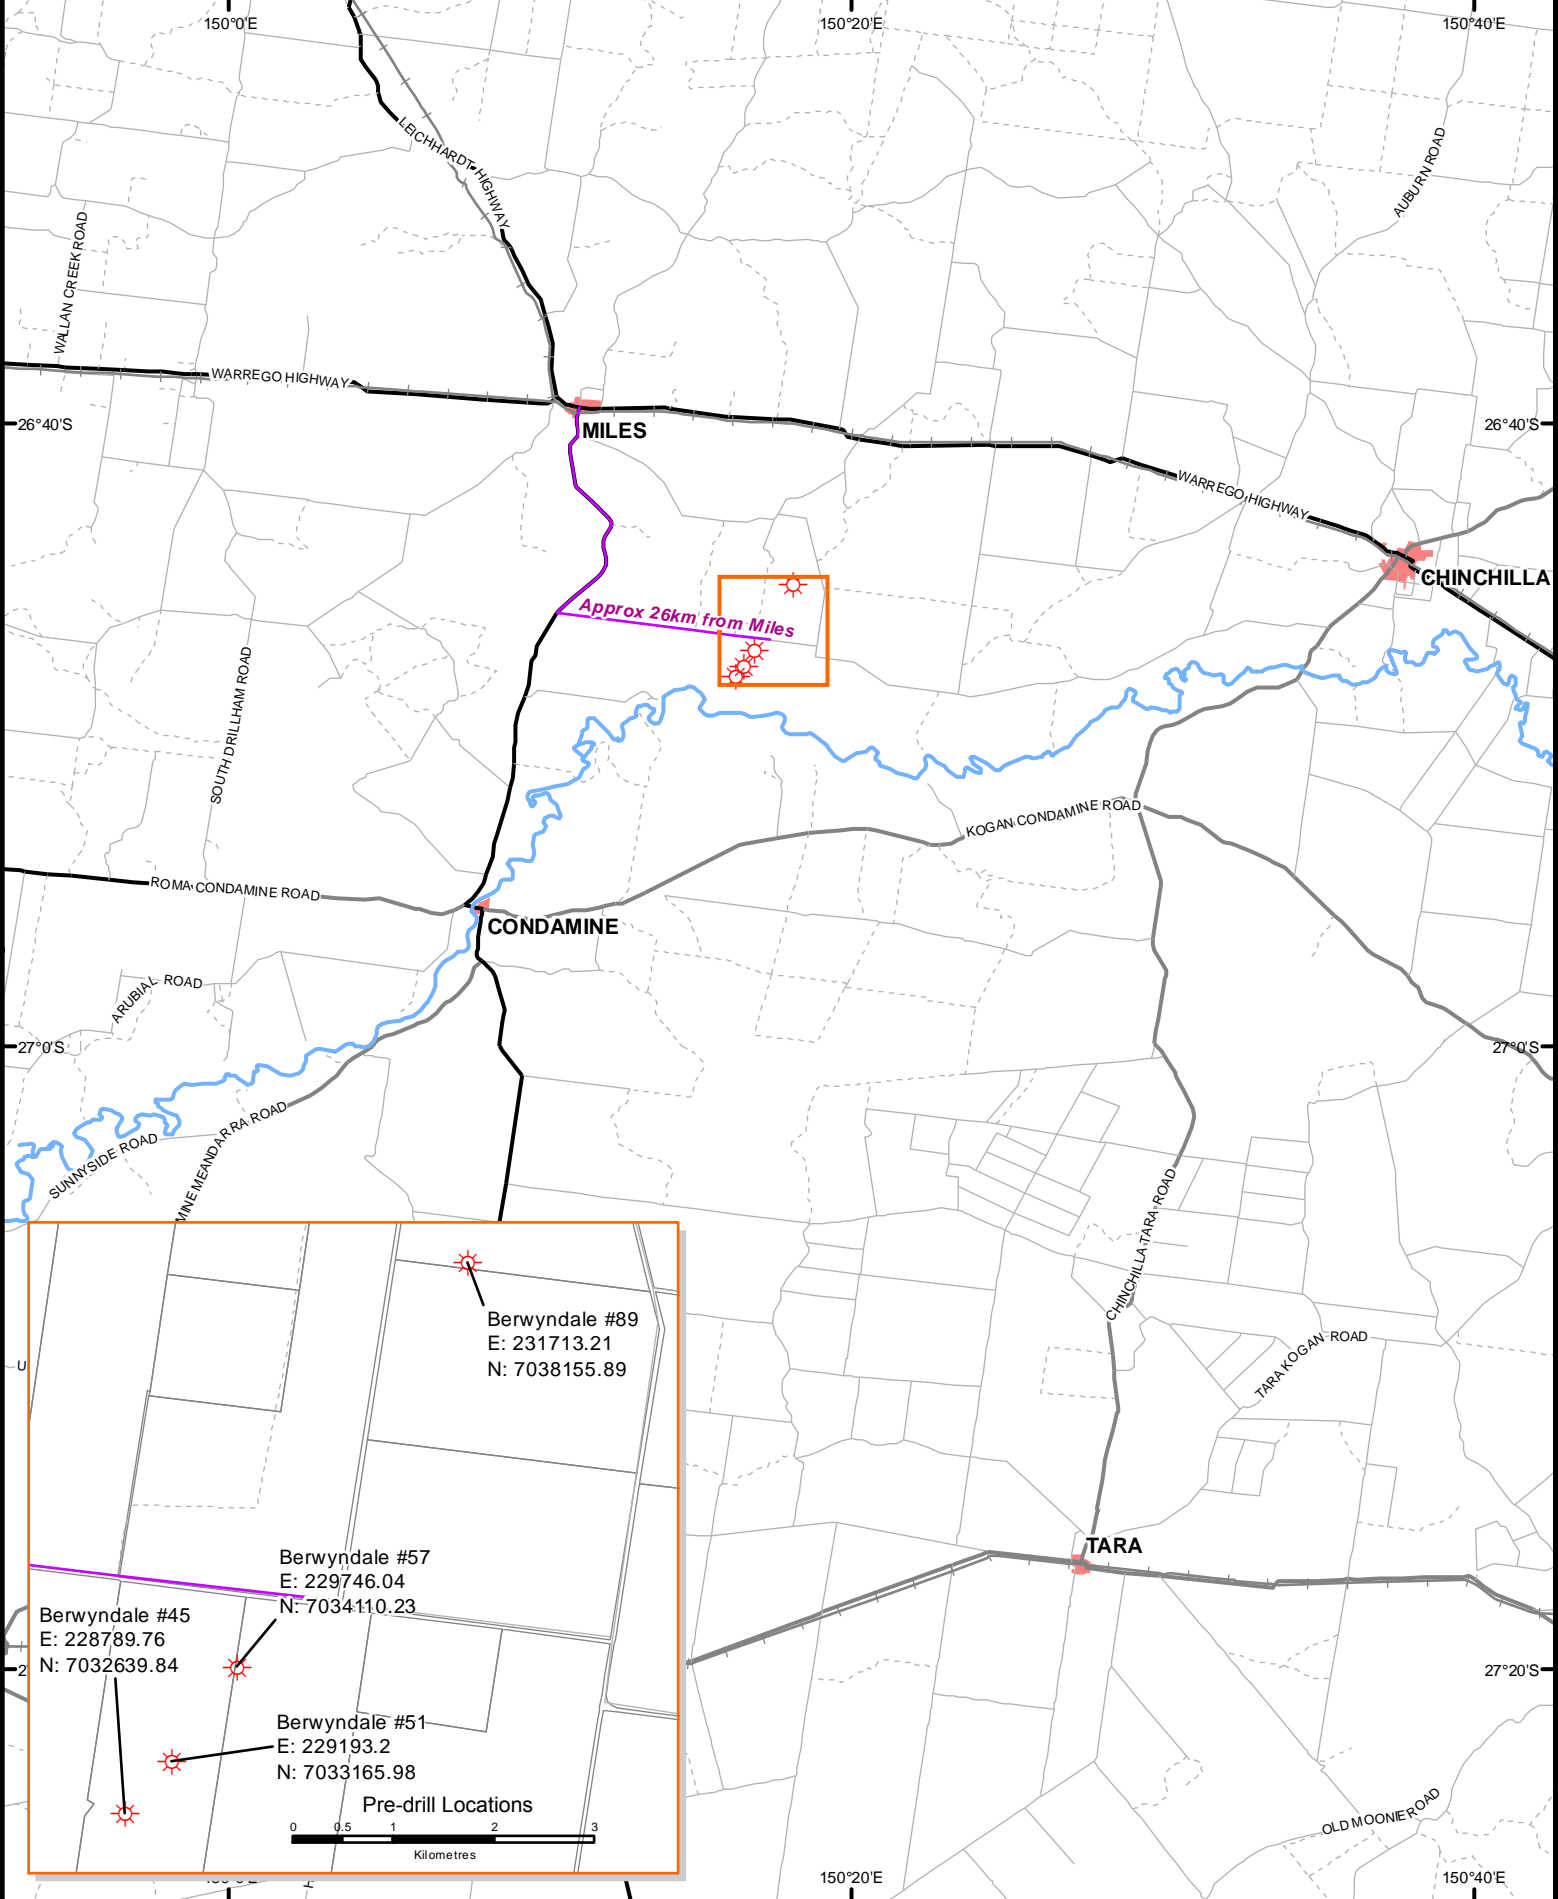 150°0'E
150°20'E
150°40'E
LEICHHARDT HIGHWAY
AUBURN ROAD
WALLAN CREEK ROAD
WARREGO HIGHWAY
26°40'S
MILES
26°40'S
WARREGO HIGHWAY
CHINCHILLA
Approx 26km from Miles
SOUTH DRILLHAM ROAD
KOGAN CONDAMINE ROAD
ROMA CONDAMINE ROAD
CONDAMINE
ARUBIAL ROAD
27°0'S
27°0'S
SUNNYSIDE ROAD
MINE MEANDARRA ROAD
CHINCHILLA TARA ROAD
TARA KOGAN ROAD
U
Berwyndale #89
E: 231713.21
N: 7038155.89
TARA
Berwyndale #57
E: 229746.04
N: 7034110.23
Berwyndale #45
E: 228789.76
N: 7032639.84
27°20'S
Berwyndale #51
E: 229193.2
N: 7033165.98
Pre-drill Locations
0 0.5 1 2 3
Kilometres
OLD MOONIE ROAD
150°20'E
150°40'E